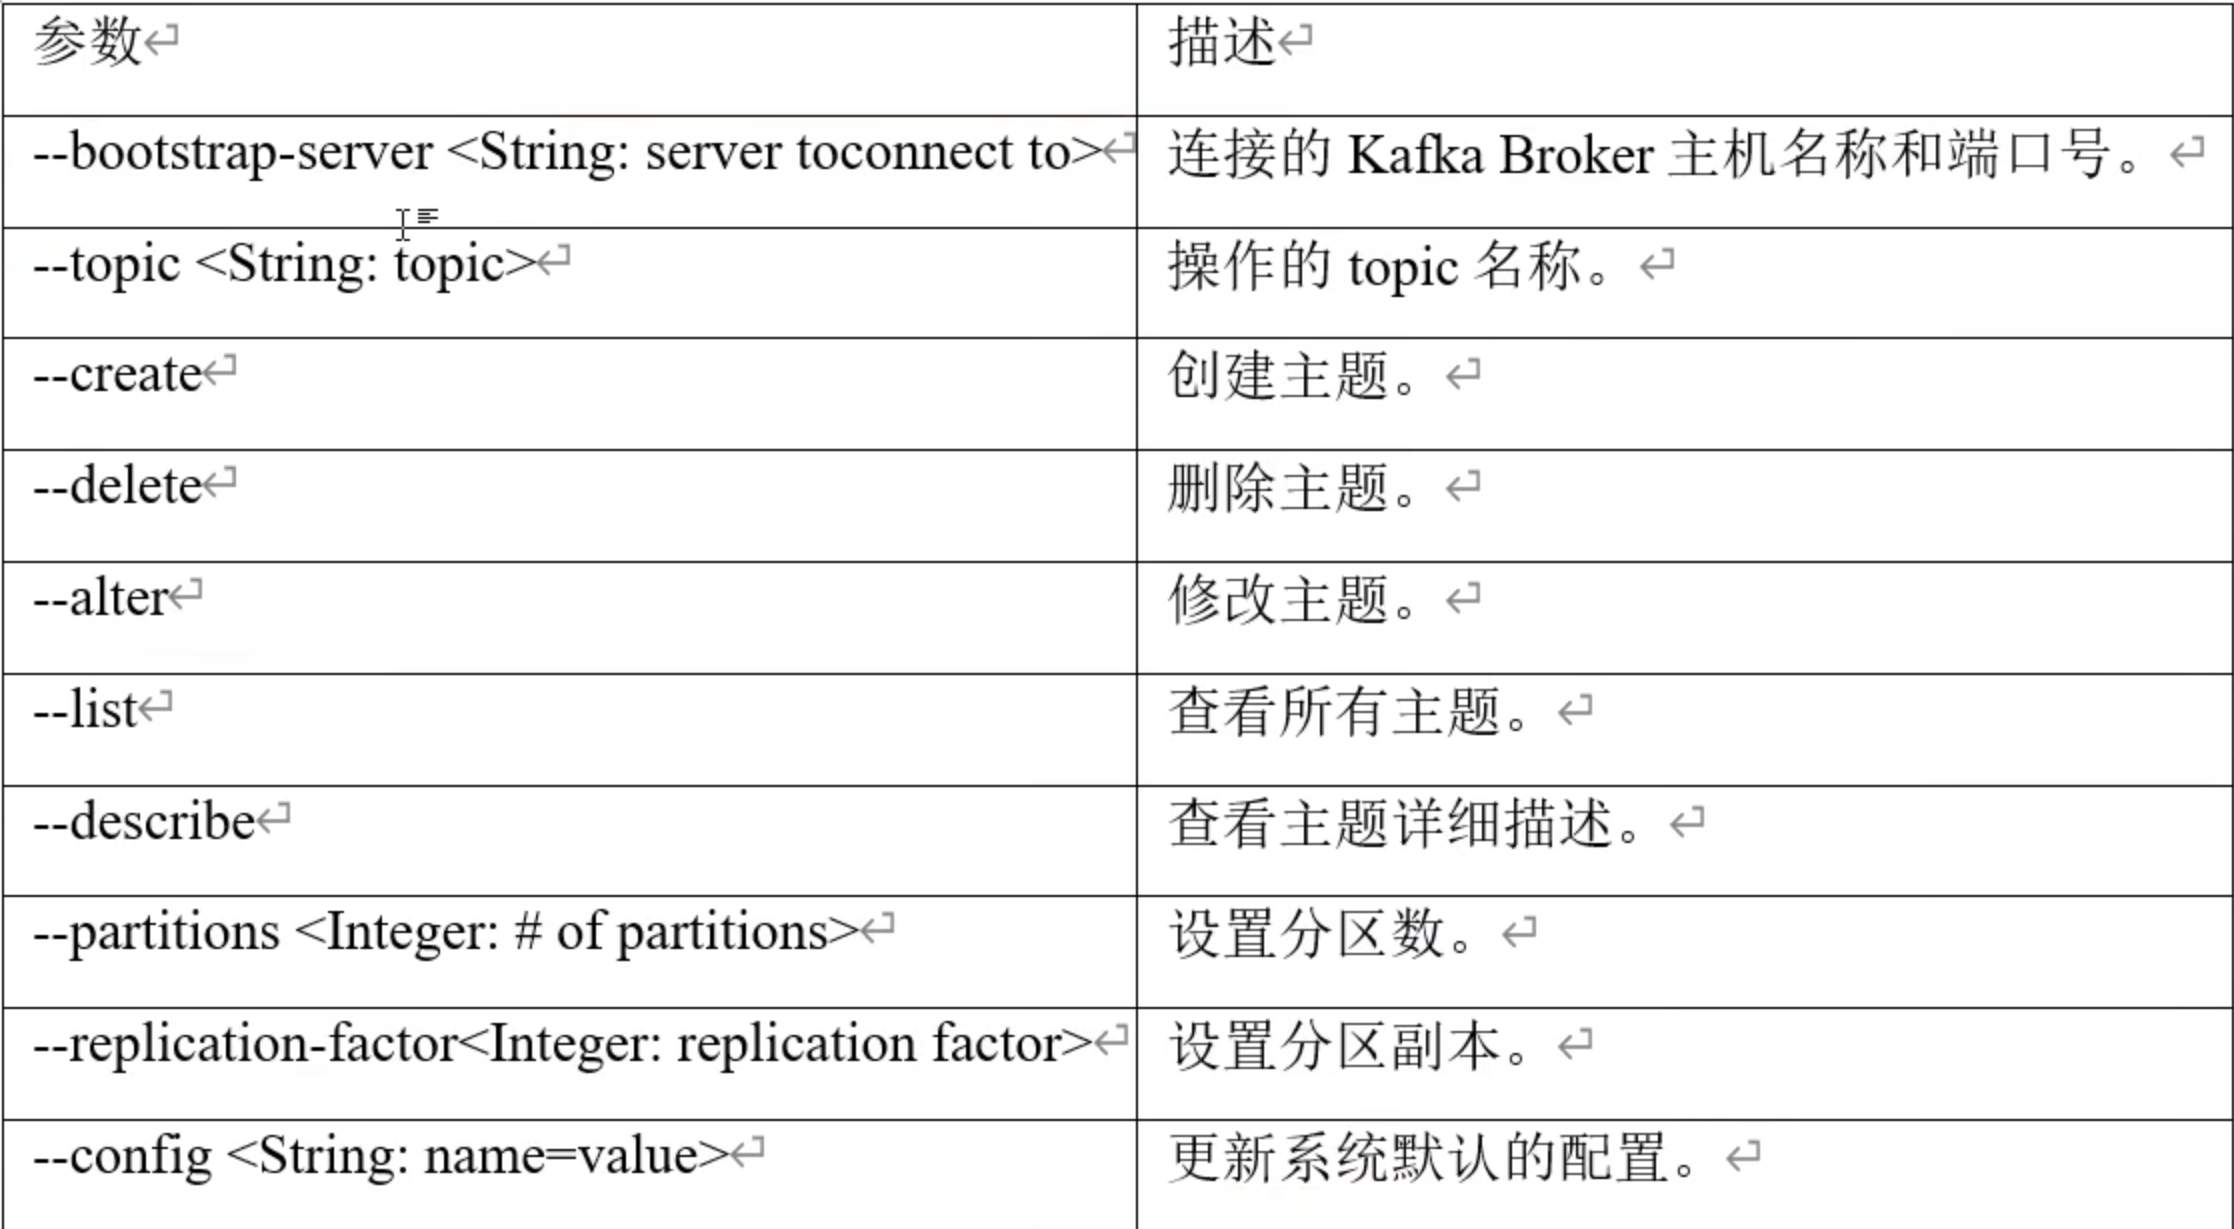 参数
描述
--bootstrap-server <String: server toconnect to>
连接的 Kafka Broker 主机名称和端口号。
--topic <String: topic>
操作的 topic 名称。
--create
创建主题。
--delete
删除主题。
--alter
修改主题。
--list
查看所有主题。
--describe
查看主题详细描述。
--partitions <Integer: # of partitions>
设置分区数。
--replication-factor<Integer: replication factor>
设置分区副本。
--config <String: name=value>
更新系统默认的配置。